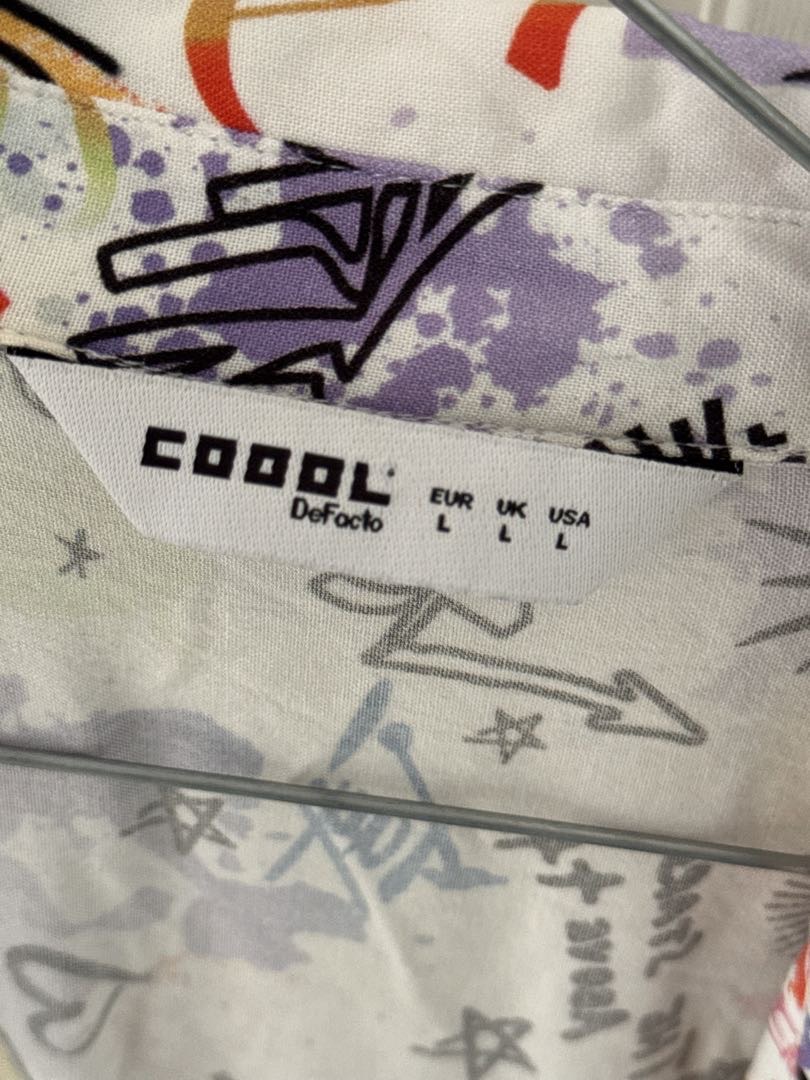 COOOL
DeFacto
EUR UK USA
L L L